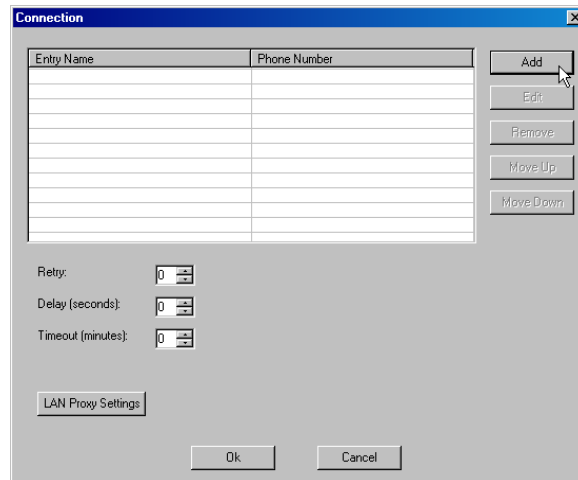 Connection
Entry Name Phone Number
Add
Edit
Remove
Move Up
Move Down
Retry: 0
Delay (seconds): 0
Timeout (minutes): 0
LAN Proxy Settings
Ok Cancel